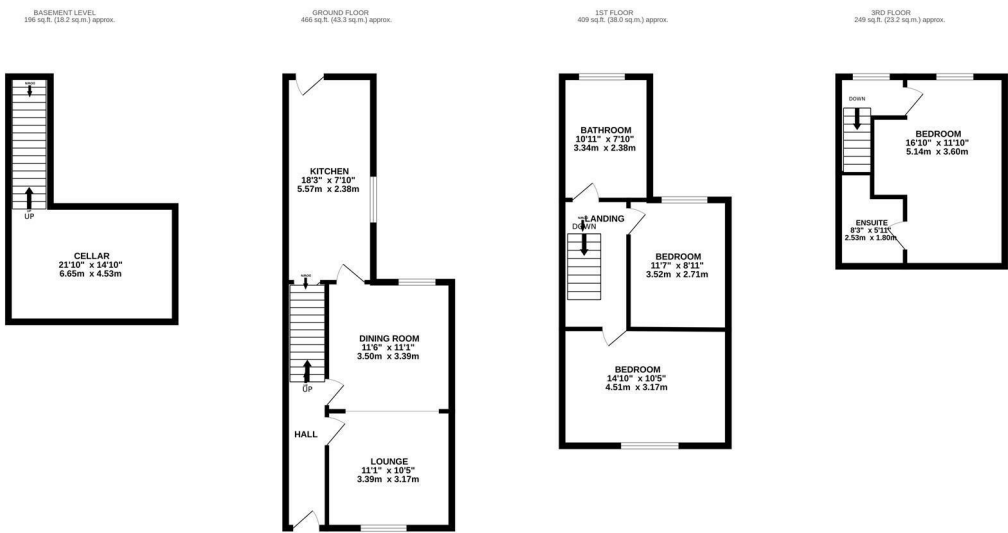 BASEMENT LEVEL
196 sq.ft. (18.2 sq.m.) approx.
UP
CELLAR
21'10" x 14'10"
6.65m x 4.53m
GROUND FLOOR
466 sq.ft. (43.3 sq.m.) approx.
KITCHEN
18'3" x 7'10"
5.57m x 2.38m
DINING ROOM
11'6" x 11'1"
3.50m x 3.39m
UP
HALL
LOUNGE
11'1" x 10'5"
3.39m x 3.17m
1ST FLOOR
409 sq.ft. (38.0 sq.m.) approx.
BATHROOM
10'11" x 7'10"
3.34m x 2.38m
LANDING
DOWN
BEDROOM
11'7" x 8'11"
3.52m x 2.71m
BEDROOM
14'10" x 10'5"
4.51m x 3.17m
3RD FLOOR
249 sq.ft. (23.2 sq.m.) approx.
DOWN
BEDROOM
16'10" x 11'10"
5.14m x 3.60m
ENSUITE
8'3" x 5'11"
2.53m x 1.80m